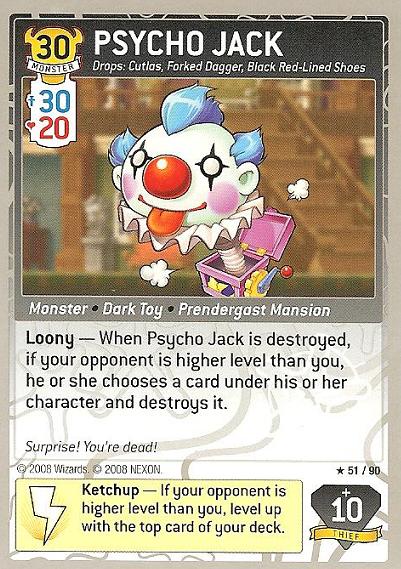 30 PSYCHO JACK
MONSTER
Drops: Cutlas, Forked Dagger, Black Red-Lined Shoes
30
20
Monster • Dark Toy • Prendergast Mansion
Loony — When Psycho Jack is destroyed,
if your opponent is higher level than you,
he or she chooses a card under his or her
character and destroys it.
Surprise! You're dead!
© 2008 Wizards. © 2008 NEXON. ★ 51 / 90
Ketchup — If your opponent is
higher level than you, level up
with the top card of your deck.
+
10
THIEF